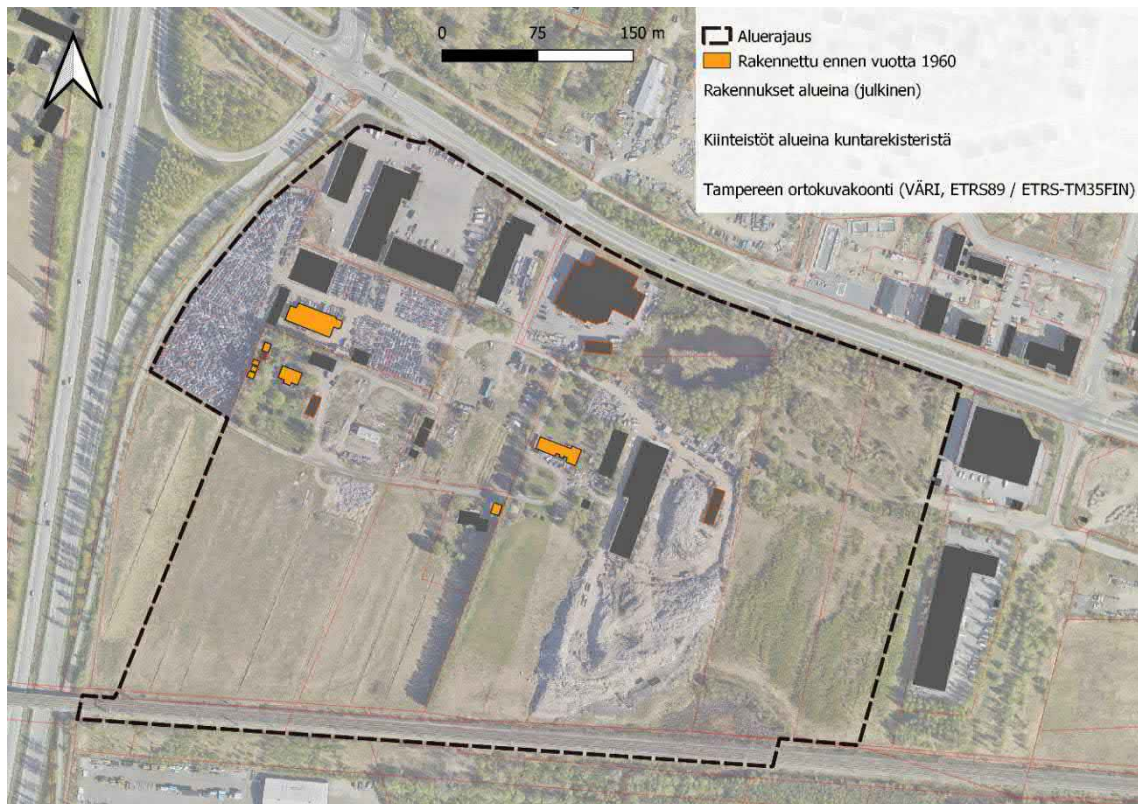 0 75 150 m
Aluerajaus
Rakennettu ennen vuotta 1960
Rakennukset alueina (julkinen)
Kiinteistöt alueina kuntarekisteristä
Tampereen ortokuvakoonti (VÄRI, ETRS89 / ETRS-TM35FIN)